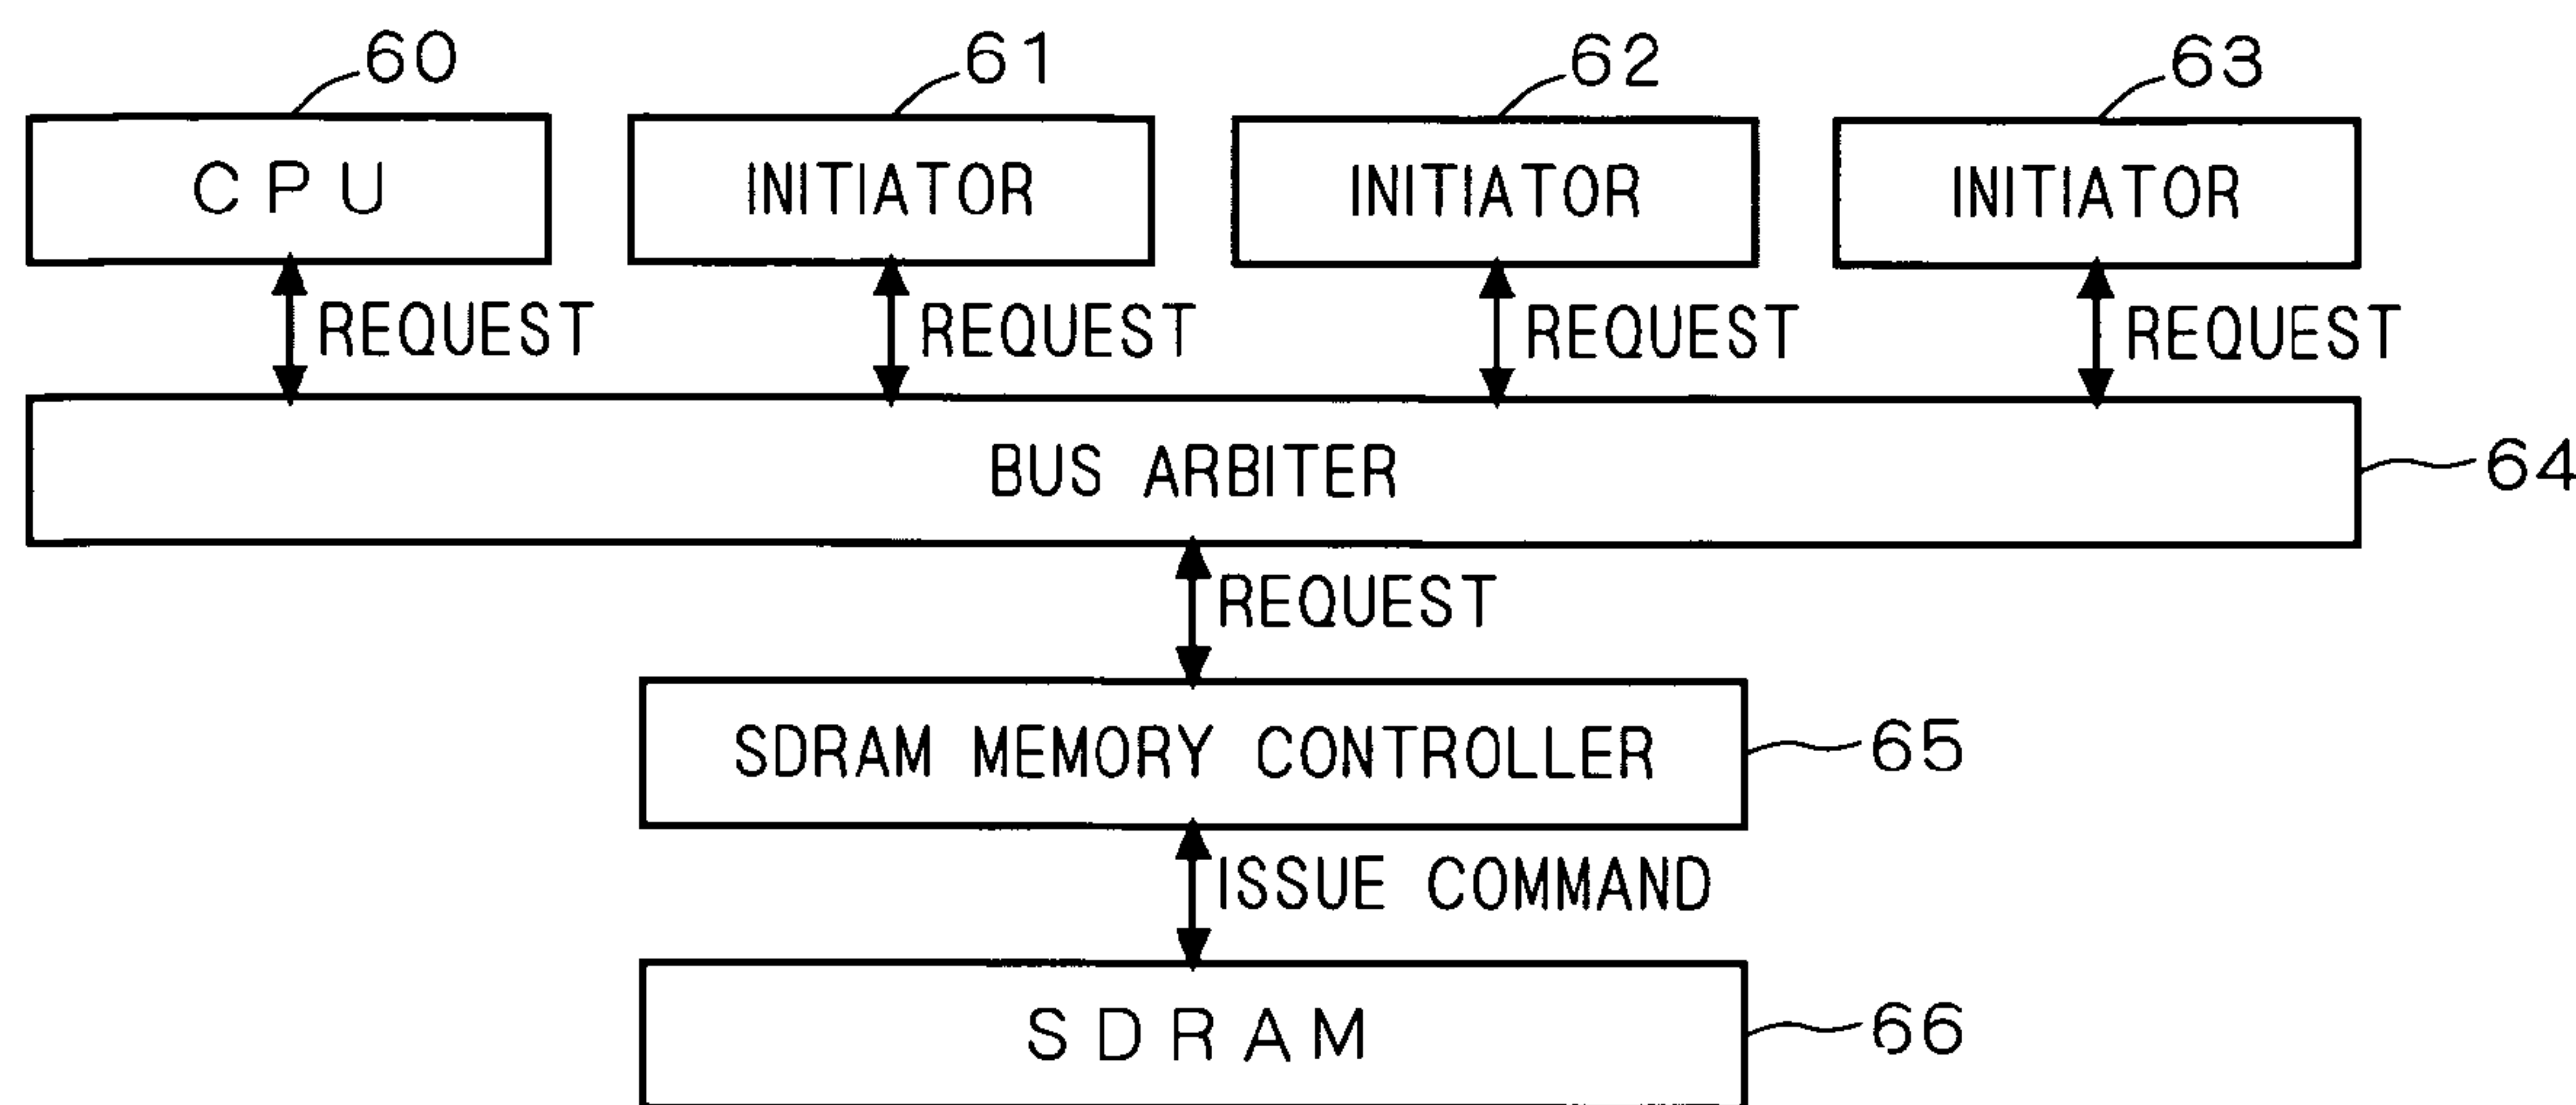 60 61 62 63
CPU INITIATOR INITIATOR INITIATOR
REQUEST REQUEST REQUEST REQUEST
BUS ARBITER 64
REQUEST
SDRAM MEMORY CONTROLLER 65
ISSUE COMMAND
SDRAM 66